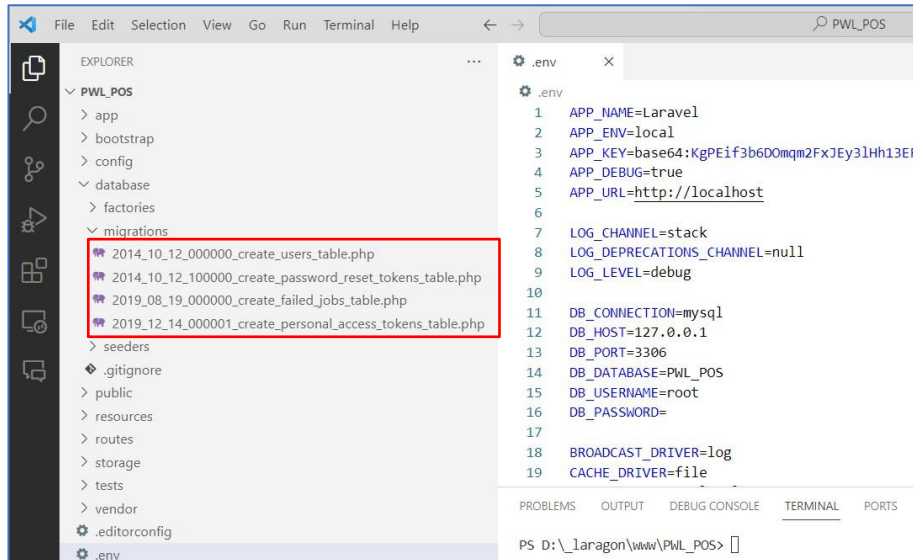 File Edit Selection View Go Run Terminal Help
PWL_POS
EXPLORER
PWL_POS
app
bootstrap
config
database
factories
migrations
2014_10_12_000000_create_users_table.php
2014_10_12_100000_create_password_reset_tokens_table.php
2019_08_19_000000_create_failed_jobs_table.php
2019_12_14_000001_create_personal_access_tokens_table.php
seeders
.gitignore
public
resources
routes
storage
tests
vendor
.editorconfig
.env
.env
.env
1 APP_NAME=Laravel
2 APP_ENV=local
3
4 APP_DEBUG=true
5 APP_URL=http://localhost
6
7 LOG_CHANNEL=stack
8 LOG_DEPRECATIONS_CHANNEL=null
9 LOG_LEVEL=debug
10
11 DB_CONNECTION=mysql
12 DB_HOST=127.0.0.1
13 DB_PORT=3306
14 DB_DATABASE=PWL_POS
15 DB_USERNAME=root
16 DB_PASSWORD=
17
18 BROADCAST_DRIVER=log
19 CACHE_DRIVER=file
PROBLEMS OUTPUT DEBUG CONSOLE TERMINAL PORTS
PS D:\_laragon\www\PWL_POS>